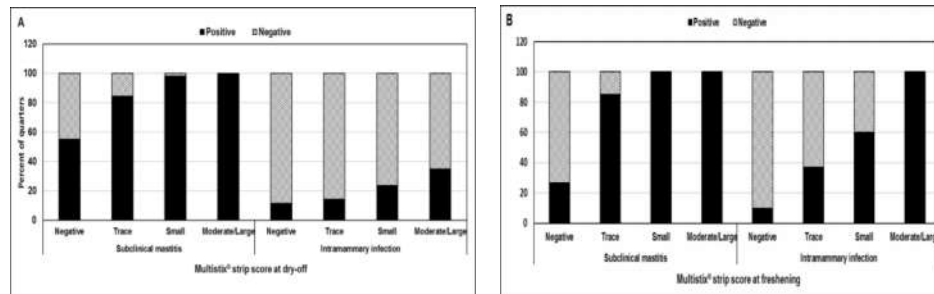 A
Positive Negative
120
100
80
60
40
20
0
Percent of quarters
Negative Trace Small Moderate/Large Negative Trace Small Moderate/Large
Subclinical mastitis Intramammary infection
Multistix® strip score at dry-off
B
Positive Negative
120
100
80
60
40
20
0
Negative Trace Small Moderate/Large Negative Trace Small Moderate/Large
Subclinical mastitis Intramammary infection
Multistix® strip score at freshening